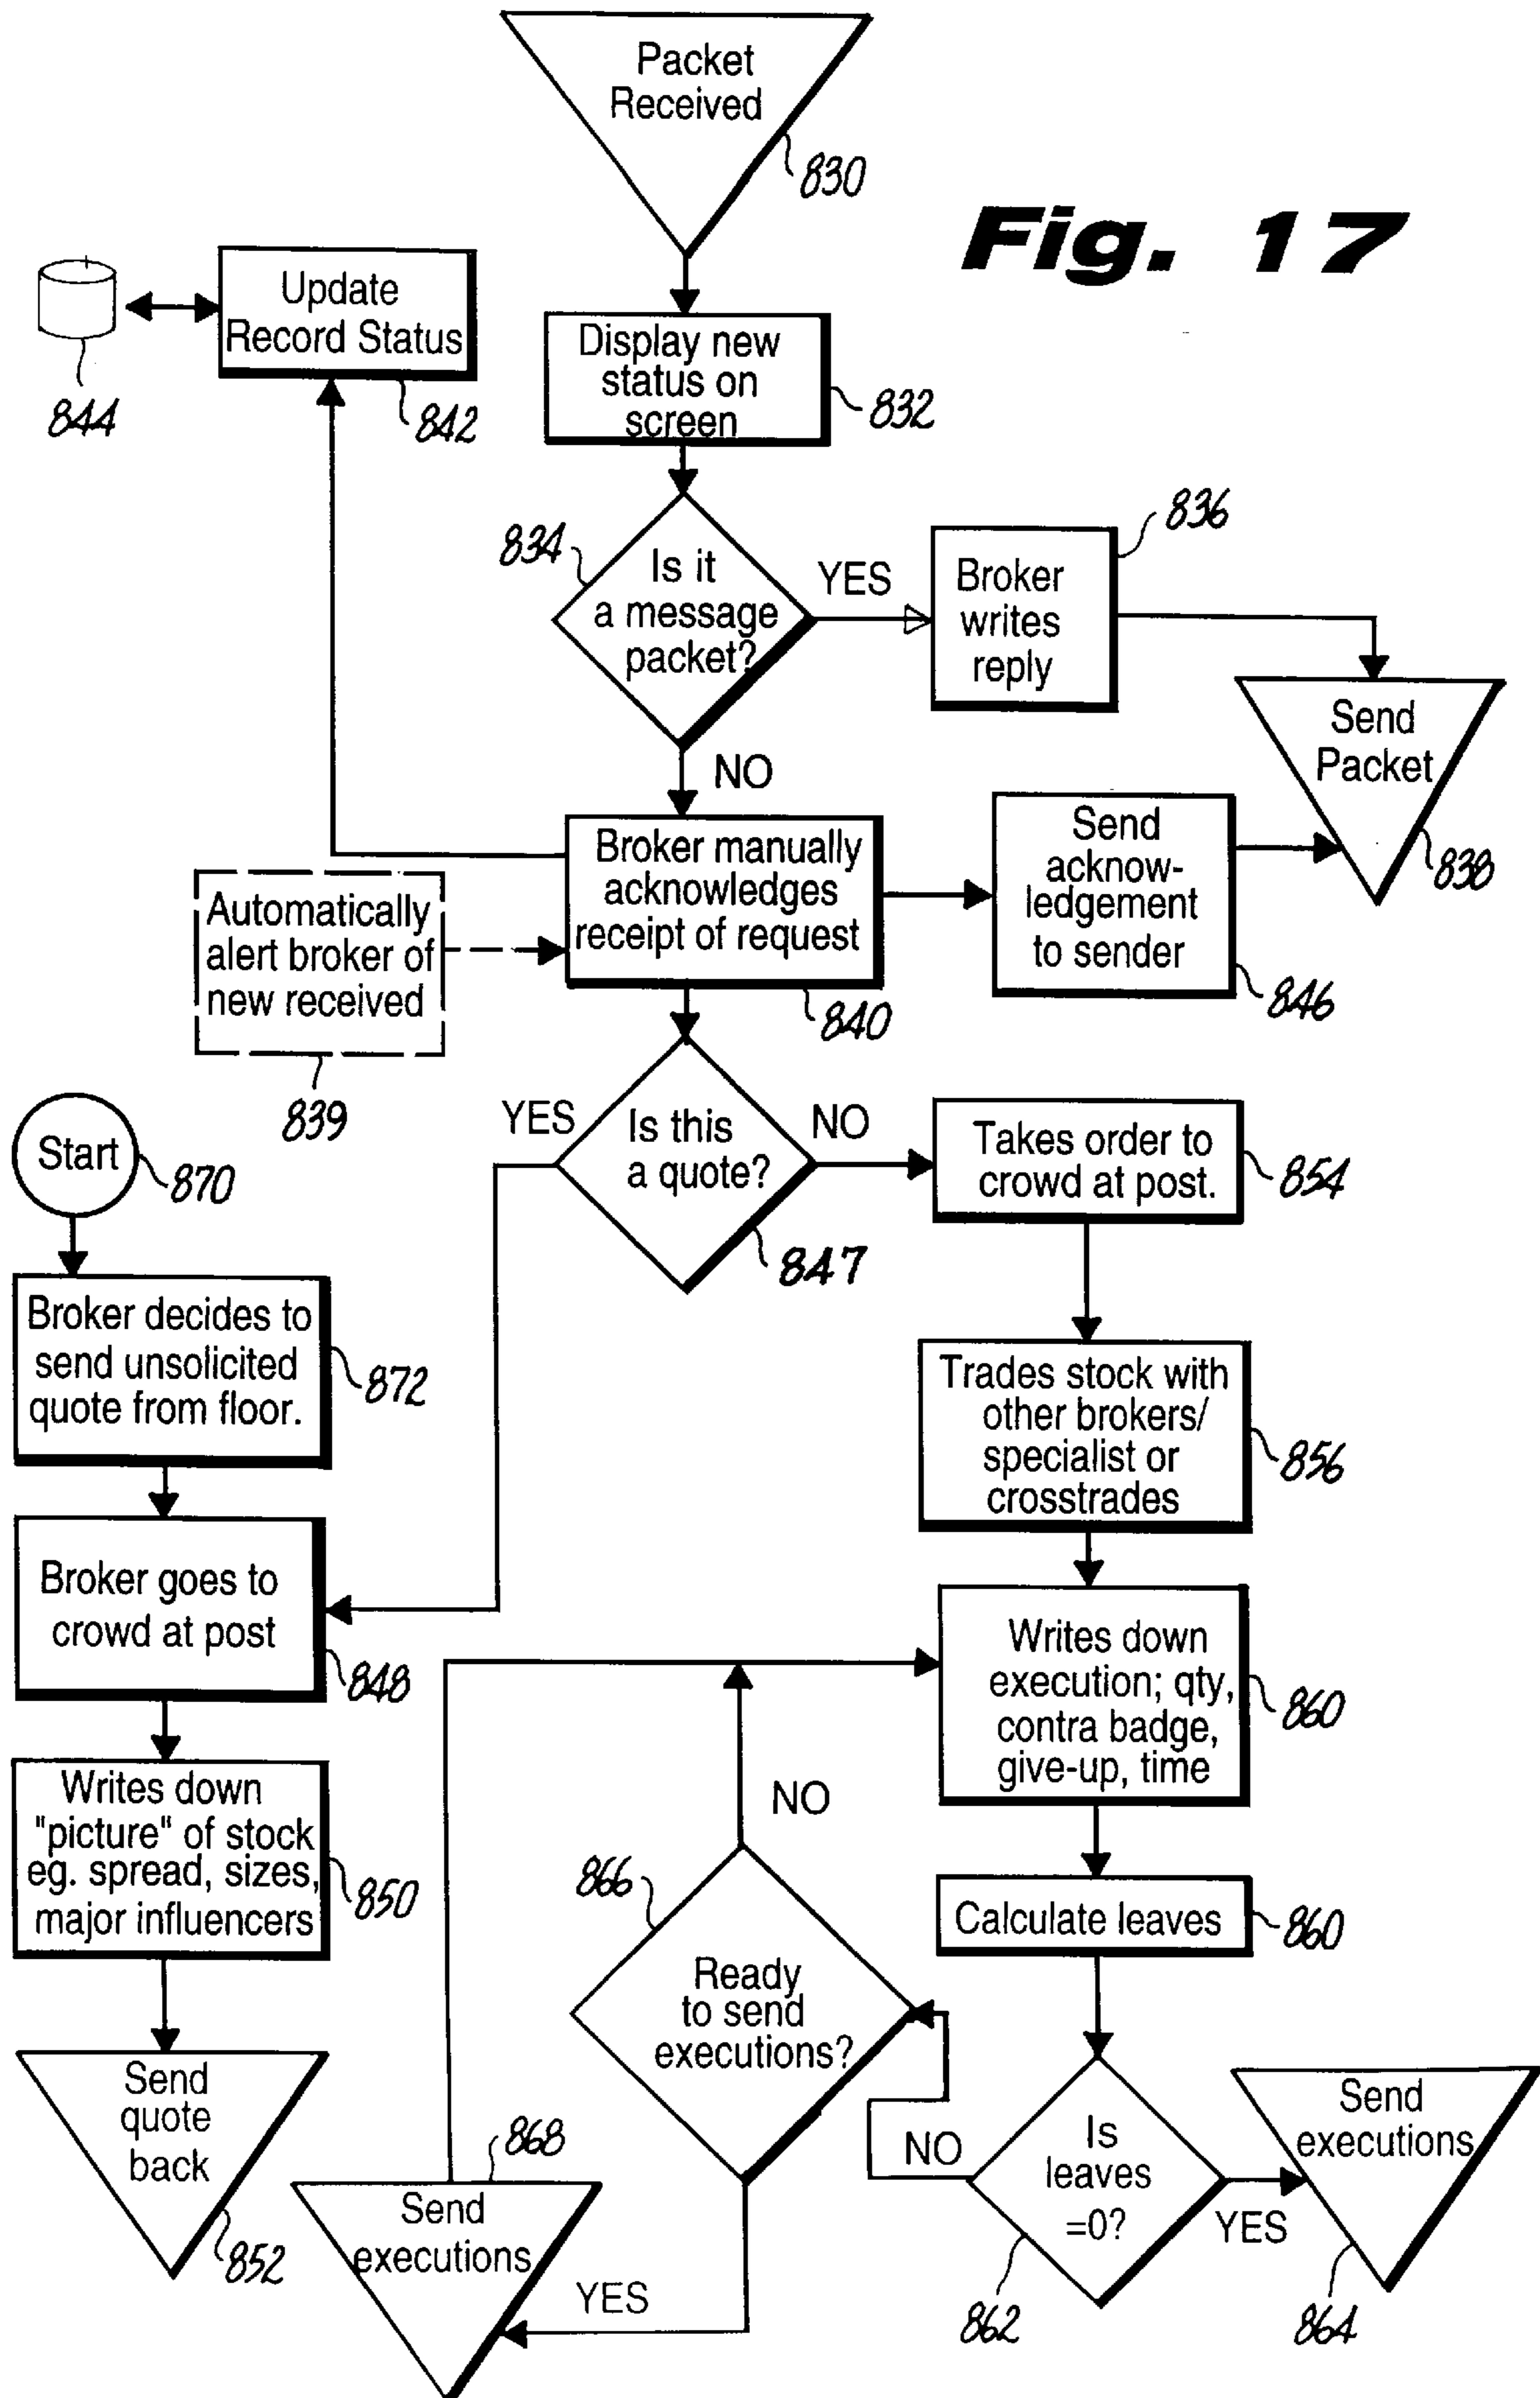 Packet
Received
830
Fig. 17
Update
Record Status
842
844
Display new
status on
screen
832
834
Is it
a message
packet?
YES
836
Broker
writes
reply
Send
Packet
838
NO
Broker manually
acknowledges
receipt of request
840
Send
acknow-
ledgement
to sender
846
Automatically
alert broker of
new received
839
Start
870
YES
Is this
a quote?
NO
847
Takes order to
crowd at post.
854
Broker decides to
send unsolicited
quote from floor.
872
Trades stock with
other brokers/
specialist or
crosstrades
856
Broker goes to
crowd at post
848
Writes down
execution; qty,
contra badge,
give-up, time
860
Writes down
"picture" of stock
eg. spread, sizes,
major influencers
850
NO
866
Ready
to send
executions?
Calculate leaves
860
Send
quote
back
852
868
Send
executions
YES
NO
Is
leaves
=0?
862
YES
Send
executions
864